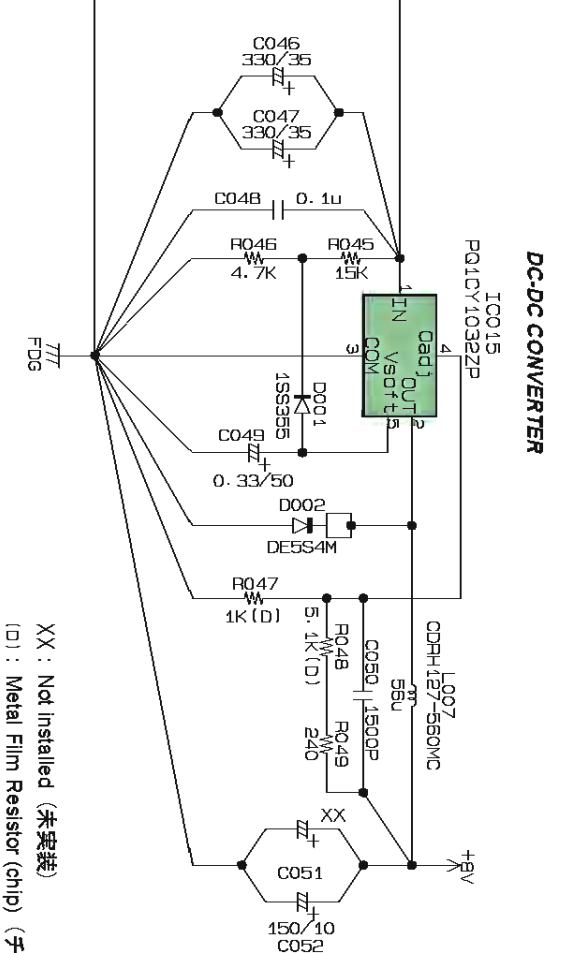 DC-DC CONVERTER
C046
330/35
C047
330/35
C048 0.1u
R046
4.7K
R045
15K
IC015
PQ1CY1032ZP
1
IN
Oadj
4
OUT
2
COM
3
Vsoft
5
FDG
D001
1SS355
C049
0.33/50
D002
DE5S4M
R047
1K(D)
R048
5.1K(D)
R049
240
C050
1500P
L007
CDRH127-560MC
56u
+8V
XX
C051
150/10
C052
XX : Not installed (未実装)
(D) : Metal Film Resistor (chip) (チ